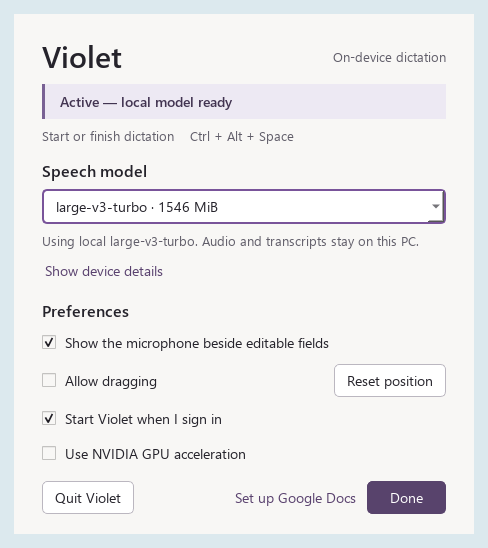 Violet
On-device dictation
Active — local model ready
Start or finish dictation Ctrl + Alt + Space
Speech model
large-v3-turbo · 1546 MiB
Using local large-v3-turbo. Audio and transcripts stay on this PC.
Show device details
Preferences
Show the microphone beside editable fields
Allow dragging
Reset position
Start Violet when I sign in
Use NVIDIA GPU acceleration
Quit Violet
Set up Google Docs
Done